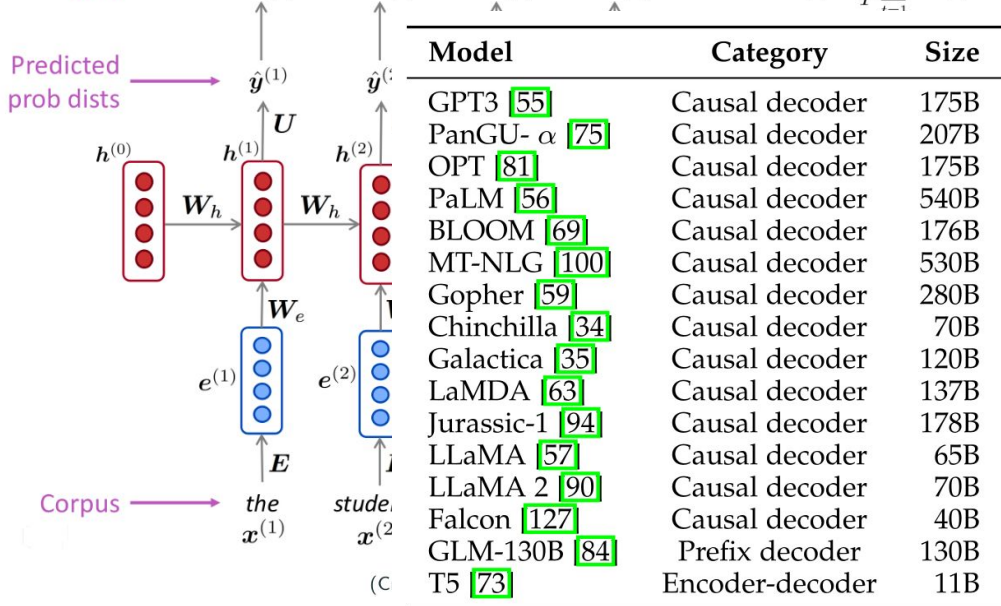 Predicted
prob dists
ŷ(1)
U
h(0)
h(1)
h(2)
W_h
W_h
W_e
e(1)
e(2)
E
Corpus
the
x(1)
x(2
(C
t=1
Model Category Size
GPT3 [55] Causal decoder 175B
PanGU- α [75] Causal decoder 207B
OPT [81] Causal decoder 175B
PaLM [56] Causal decoder 540B
BLOOM [69] Causal decoder 176B
MT-NLG [100] Causal decoder 530B
Gopher [59] Causal decoder 280B
Chinchilla [34] Causal decoder 70B
Galactica [35] Causal decoder 120B
LaMDA [63] Causal decoder 137B
Jurassic-1 [94] Causal decoder 178B
LLaMA [57] Causal decoder 65B
LLaMA 2 [90] Causal decoder 70B
Falcon [127] Causal decoder 40B
GLM-130B [84] Prefix decoder 130B
T5 [73] Encoder-decoder 11B